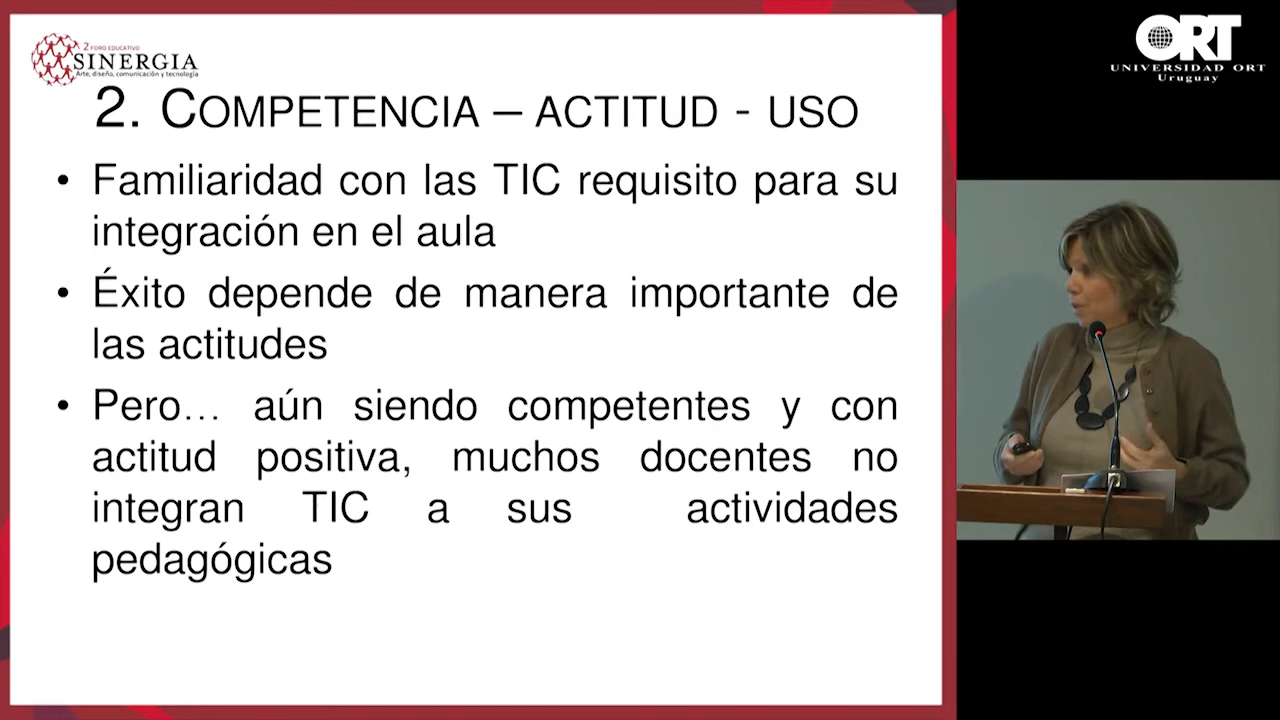 2 FORO EDUCATIVO
SINERGIA
Arte, diseño, comunicación y tecnología
2. COMPETENCIA – ACTITUD - USO
• Familiaridad con las TIC requisito para su
integración en el aula
• Éxito depende de manera importante de
las actitudes
• Pero… aún siendo competentes y con
actitud positiva, muchos docentes no
integran TIC a sus actividades
pedagógicas
ORT
UNIVERSIDAD ORT
Uruguay